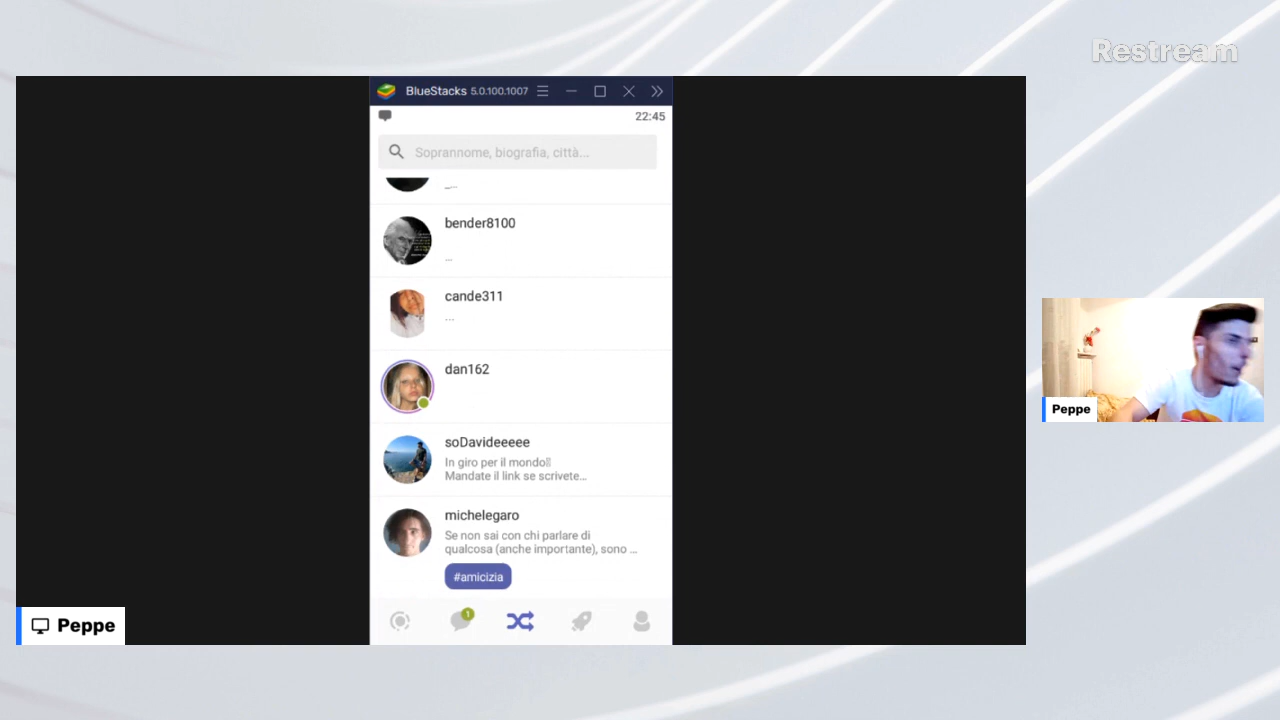 Restream
BlueStacks 5.0.100.1007
22:45
Soprannome, biografia, città...
_...
bender8100
...
cande311
...
dan162
soDavideeeee
In giro per il mondo
Mandate il link se scrivete...
michelegaro
Se non sai con chi parlare di
qualcosa (anche importante), sono ...
#amicizia
1
Peppe
Peppe